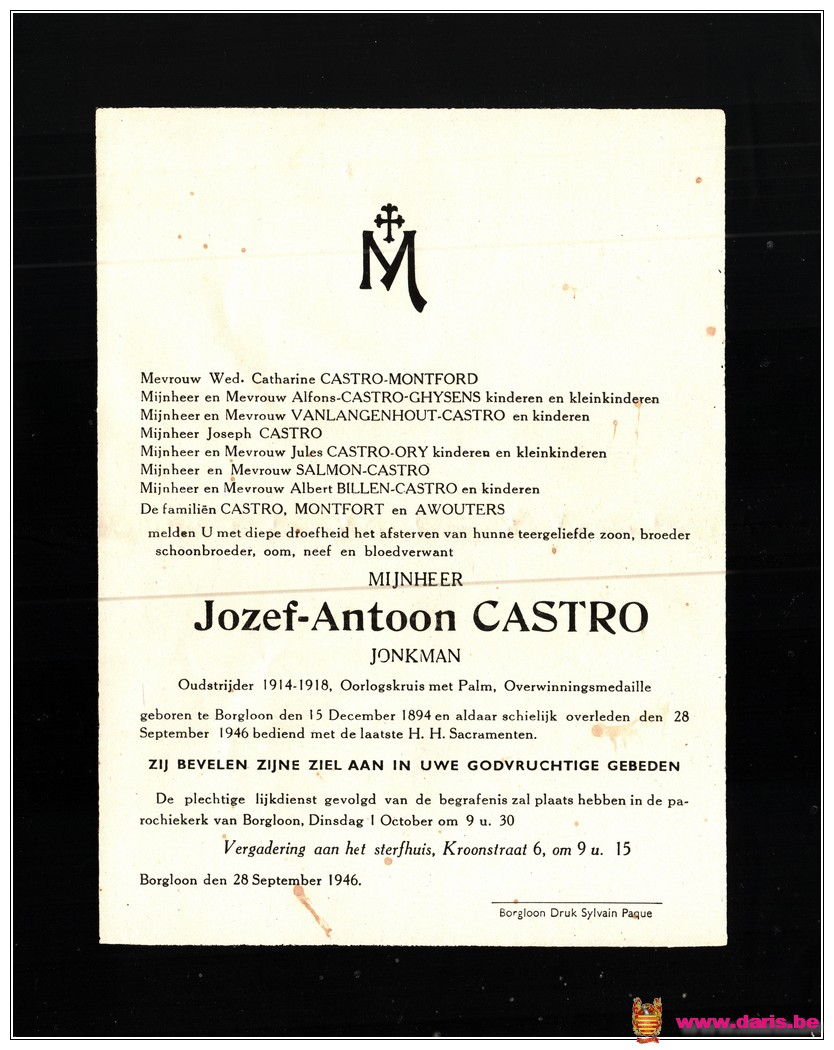 M
Mevrouw Wed. Catharine CASTRO-MONTFORD
Mijnheer en Mevrouw Alfons-CASTRO-GHYSENS kinderen en kleinkinderen
Mijnheer en Mevrouw VANLANGENHOUT-CASTRO en kinderen
Mijnheer Joseph CASTRO
Mijnheer en Mevrouw Jules CASTRO-ORY kinderen en kleinkinderen
Mijnheer en Mevrouw SALMON-CASTRO
Mijnheer en Mevrouw Albert BILLEN-CASTRO en kinderen
De familiën CASTRO, MONTFORT en AWOUTERS
melden U met diepe droefheid het afsterven van hunne teergeliefde zoon, broeder
schoonbroeder, oom, neef en bloedverwant
MIJNHEER
Jozef-Antoon CASTRO
JONKMAN
Oudstrijder 1914-1918, Oorlogskruis met Palm, Overwinningsmedaille
geboren te Borgloon den 15 December 1894 en aldaar schielijk overleden den 28
September 1946 bediend met de laatste H. H. Sacramenten.
ZIJ BEVELEN ZIJNE ZIEL AAN IN UWE GODVRUCHTIGE GEBEDEN
De plechtige lijkdienst gevolgd van de begrafenis zal plaats hebben in de pa-
rochiekerk van Borgloon, Dinsdag 1 October om 9 u. 30
Vergadering aan het sterfhuis, Kroonstraat 6, om 9 u. 15
Borgloon den 28 September 1946.
Borgloon Druk Sylvain Paque
www.daris.be